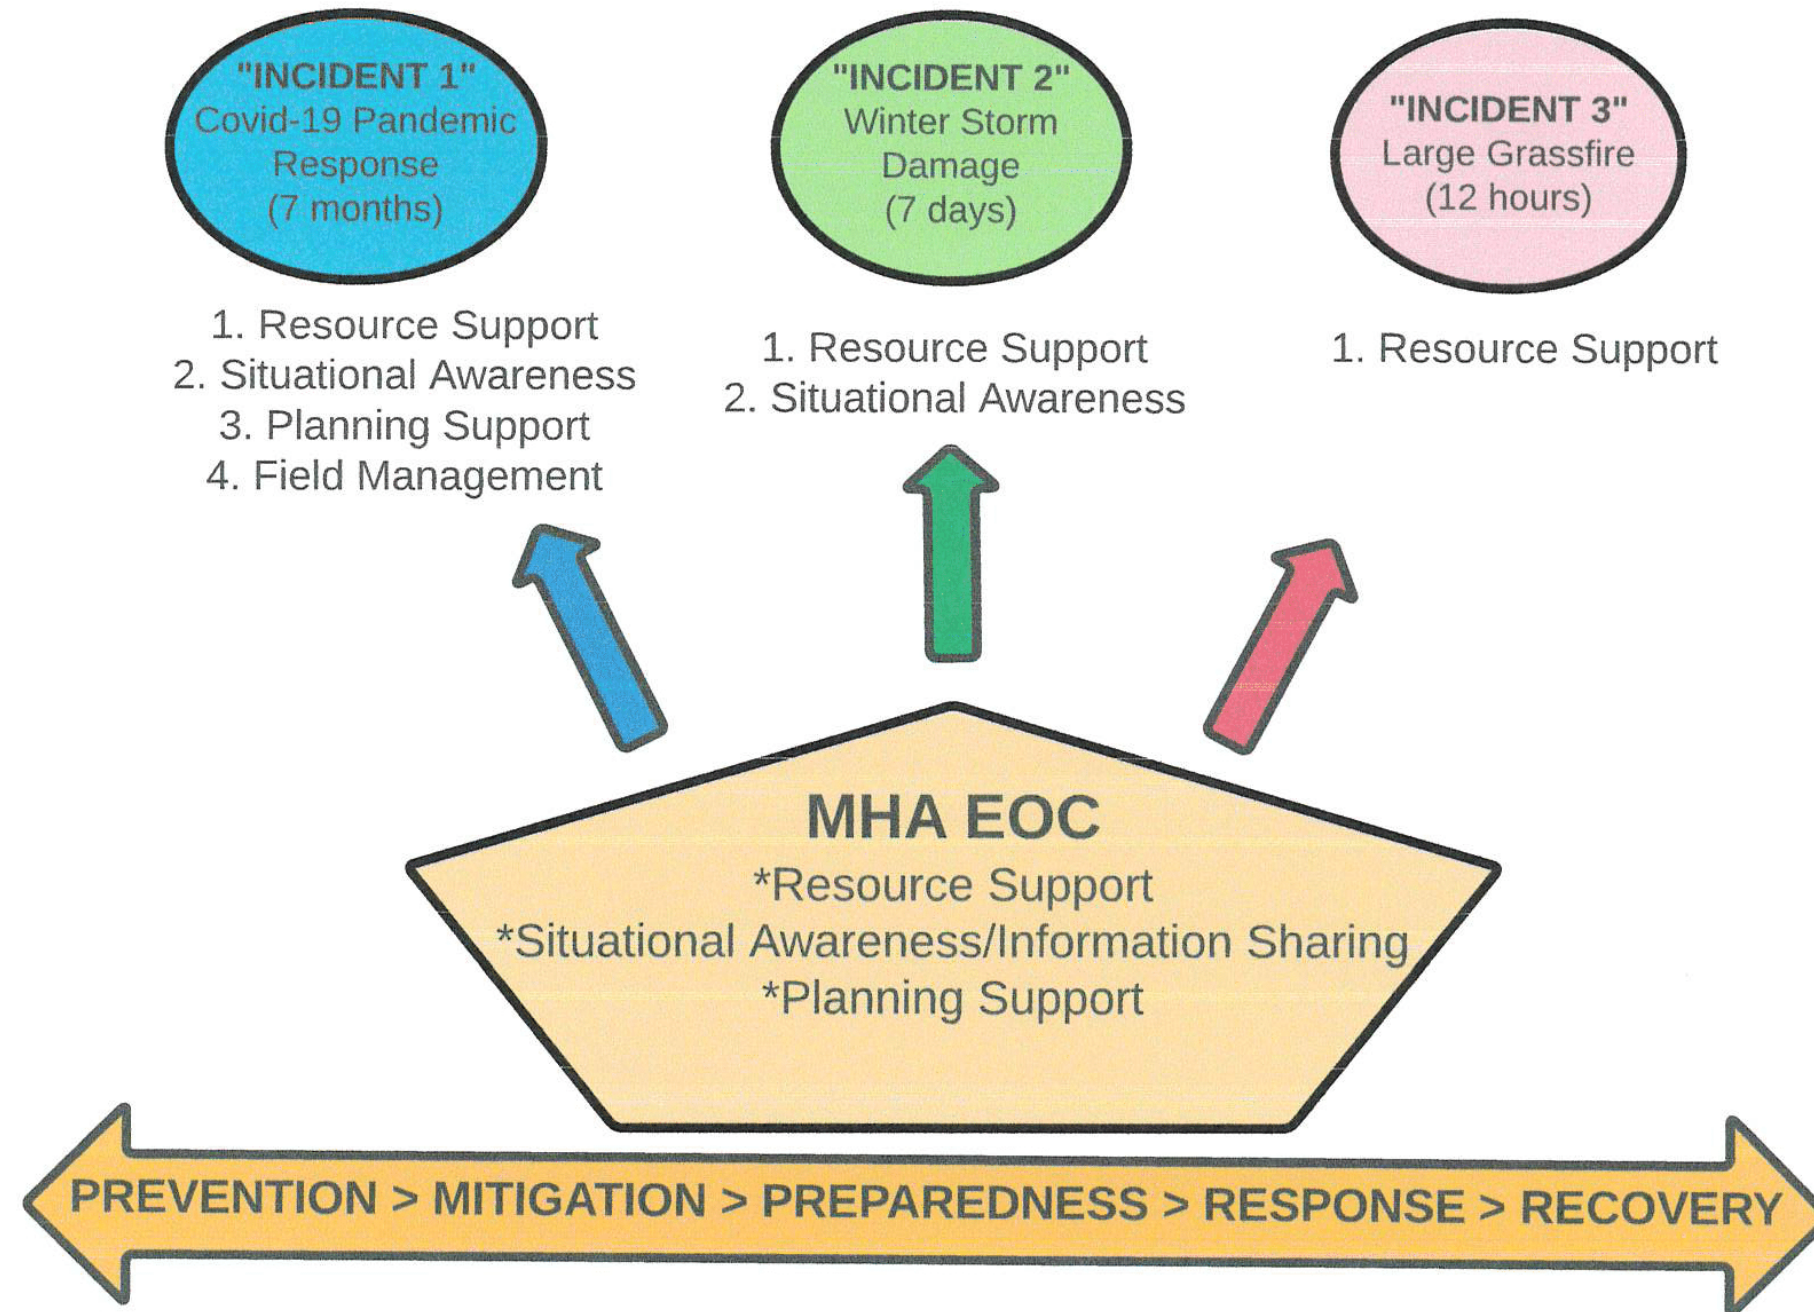 "INCIDENT 1"
Covid-19 Pandemic
Response
(7 months)
1. Resource Support
2. Situational Awareness
3. Planning Support
4. Field Management
"INCIDENT 2"
Winter Storm
Damage
(7 days)
1. Resource Support
2. Situational Awareness
"INCIDENT 3"
Large Grassfire
(12 hours)
1. Resource Support
MHA EOC
*Resource Support
*Situational Awareness/Information Sharing
*Planning Support
PREVENTION > MITIGATION > PREPAREDNESS > RESPONSE > RECOVERY